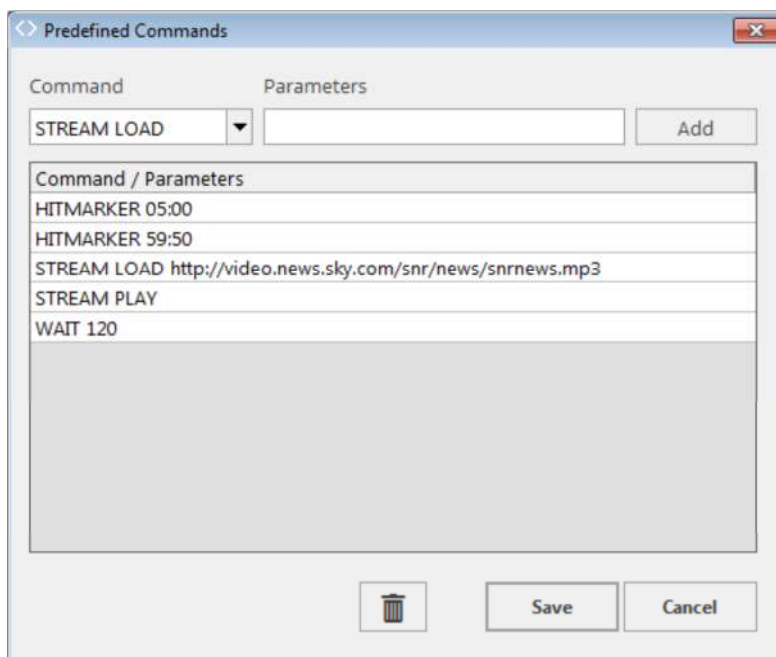 Predefined Commands
Command Parameters
STREAM LOAD Add
Command / Parameters
HITMARKER 05:00
HITMARKER 59:50
STREAM LOAD http://video.news.sky.com/snr/news/snrnews.mp3
STREAM PLAY
WAIT 120
Save Cancel